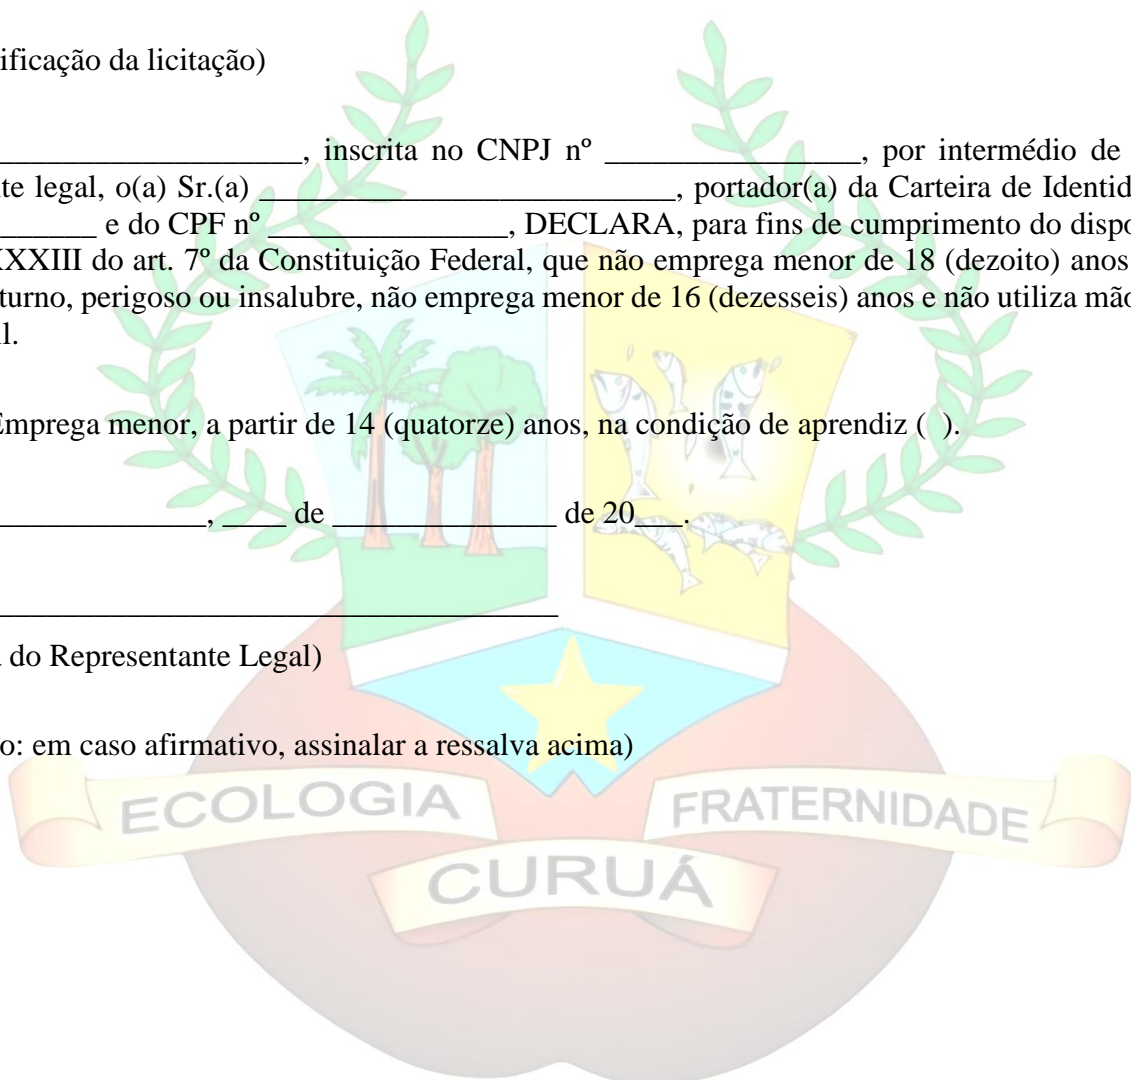 ificação da licitação)
___________________, inscrita no CNPJ nº ________________, por intermédio de
te legal, o(a) Sr.(a) __________________________, portador(a) da Carteira de Identid
______ e do CPF nº _______________, DECLARA, para fins de cumprimento do dispo
XXXIII do art. 7º da Constituição Federal, que não emprega menor de 18 (dezoito) anos
turno, perigoso ou insalubre, não emprega menor de 16 (dezesseis) anos e não utiliza mão
l.
Emprega menor, a partir de 14 (quatorze) anos, na condição de aprendiz ( ).
_____________, ____ de ______________ de 20___.
___________________________________
a do Representante Legal)
o: em caso afirmativo, assinalar a ressalva acima)
ECOLOGIA
FRATERNIDADE
CURUÁ